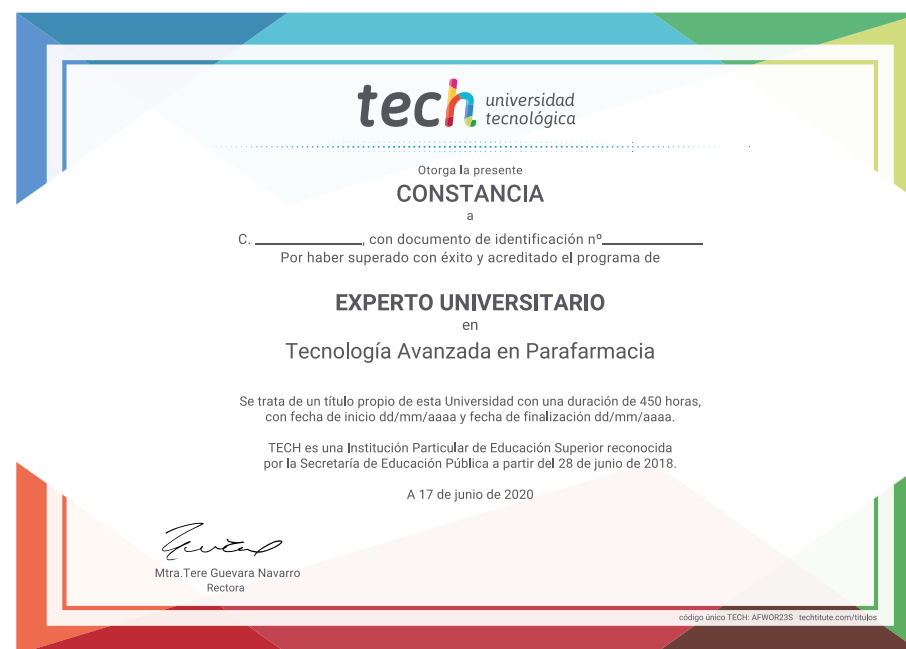 tech universidad
tecnológica
Otorga la presente
CONSTANCIA
a
C. ______________, con documento de identificación nº_____________
Por haber superado con éxito y acreditado el programa de
EXPERTO UNIVERSITARIO
en
Tecnología Avanzada en Parafarmacia
Se trata de un título propio de esta Universidad con una duración de 450 horas,
con fecha de inicio dd/mm/aaaa y fecha de finalización dd/mm/aaaa.
TECH es una Institución Particular de Educación Superior reconocida
por la Secretaría de Educación Pública a partir del 28 de junio de 2018.
A 17 de junio de 2020
Mtra.Tere Guevara Navarro
Rectora
código único TECH: AFWOR23S techtitute.com/titulos